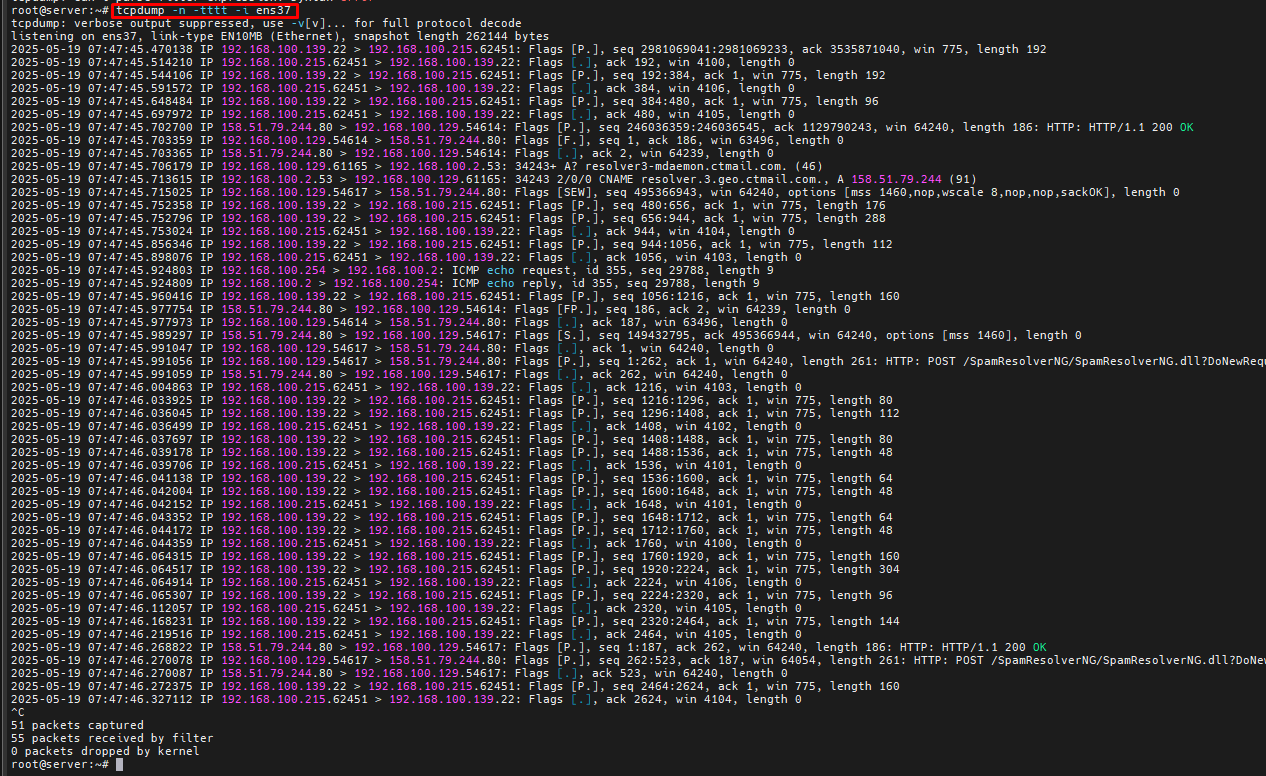 root@server:~# tcpdump -n -tttt -i ens37
tcpdump: verbose output suppressed, use -v[v]... for full protocol decode
listening on ens37, link-type EN10MB (Ethernet), snapshot length 262144 bytes
2025-05-19 07:47:45.470138 IP 192.168.100.139.22 > 192.168.100.215.62451: Flags [P.], seq 2981069041:2981069233, ack 3535871040, win 775, length 192
2025-05-19 07:47:45.514210 IP 192.168.100.215.62451 > 192.168.100.139.22: Flags [.], ack 192, win 4100, length 0
2025-05-19 07:47:45.544106 IP 192.168.100.139.22 > 192.168.100.215.62451: Flags [P.], seq 192:384, ack 1, win 775, length 192
2025-05-19 07:47:45.591572 IP 192.168.100.215.62451 > 192.168.100.139.22: Flags [.], ack 384, win 4106, length 0
2025-05-19 07:47:45.648484 IP 192.168.100.139.22 > 192.168.100.215.62451: Flags [P.], seq 384:480, ack 1, win 775, length 96
2025-05-19 07:47:45.697972 IP 192.168.100.215.62451 > 192.168.100.139.22: Flags [.], ack 480, win 4105, length 0
2025-05-19 07:47:45.702700 IP 158.51.79.244.80 > 192.168.100.129.54614: Flags [P.], seq 246036359:246036545, ack 1129790243, win 64240, length 186: HTTP: HTTP/1.1 200 OK
2025-05-19 07:47:45.703359 IP 192.168.100.129.54614 > 158.51.79.244.80: Flags [F.], seq 1, ack 186, win 63496, length 0
2025-05-19 07:47:45.703365 IP 158.51.79.244.80 > 192.168.100.129.54614: Flags [.], ack 2, win 64239, length 0
2025-05-19 07:47:45.706179 IP 192.168.100.129.61165 > 192.168.100.2.53: 34243+ A? resolver3-mdaemon.ctmail.com. (46)
2025-05-19 07:47:45.713615 IP 192.168.100.2.53 > 192.168.100.129.61165: 34243 2/0/0 CNAME resolver.3.geo.ctmail.com., A 158.51.79.244 (91)
2025-05-19 07:47:45.715025 IP 192.168.100.129.54617 > 158.51.79.244.80: Flags [SEW], seq 495366943, win 64240, options [mss 1460,nop,wscale 8,nop,nop,sackOK], length 0
2025-05-19 07:47:45.752358 IP 192.168.100.139.22 > 192.168.100.215.62451: Flags [P.], seq 480:656, ack 1, win 775, length 176
2025-05-19 07:47:45.752796 IP 192.168.100.139.22 > 192.168.100.215.62451: Flags [P.], seq 656:944, ack 1, win 775, length 288
2025-05-19 07:47:45.753024 IP 192.168.100.215.62451 > 192.168.100.139.22: Flags [.], ack 944, win 4104, length 0
2025-05-19 07:47:45.856346 IP 192.168.100.139.22 > 192.168.100.215.62451: Flags [P.], seq 944:1056, ack 1, win 775, length 112
2025-05-19 07:47:45.898076 IP 192.168.100.215.62451 > 192.168.100.139.22: Flags [.], ack 1056, win 4103, length 0
2025-05-19 07:47:45.924803 IP 192.168.100.254 > 192.168.100.2: ICMP echo request, id 355, seq 29788, length 9
2025-05-19 07:47:45.924809 IP 192.168.100.2 > 192.168.100.254: ICMP echo reply, id 355, seq 29788, length 9
2025-05-19 07:47:45.960416 IP 192.168.100.139.22 > 192.168.100.215.62451: Flags [P.], seq 1056:1216, ack 1, win 775, length 160
2025-05-19 07:47:45.977754 IP 158.51.79.244.80 > 192.168.100.129.54614: Flags [FP.], seq 186, ack 2, win 64239, length 0
2025-05-19 07:47:45.977973 IP 192.168.100.129.54614 > 158.51.79.244.80: Flags [.], ack 187, win 63496, length 0
2025-05-19 07:47:45.989297 IP 158.51.79.244.80 > 192.168.100.129.54617: Flags [S.], seq 149432795, ack 495366944, win 64240, options [mss 1460], length 0
2025-05-19 07:47:45.991047 IP 192.168.100.129.54617 > 158.51.79.244.80: Flags [.], ack 1, win 64240, length 0
2025-05-19 07:47:45.991056 IP 192.168.100.129.54617 > 158.51.79.244.80: Flags [P.], seq 1:262, ack 1, win 64240, length 261: HTTP: POST /SpamResolverNG/SpamResolverNG.dll?DoNewRequ
2025-05-19 07:47:45.991059 IP 158.51.79.244.80 > 192.168.100.129.54617: Flags [.], ack 262, win 64240, length 0
2025-05-19 07:47:46.004863 IP 192.168.100.215.62451 > 192.168.100.139.22: Flags [.], ack 1216, win 4103, length 0
2025-05-19 07:47:46.033925 IP 192.168.100.139.22 > 192.168.100.215.62451: Flags [P.], seq 1216:1296, ack 1, win 775, length 80
2025-05-19 07:47:46.036045 IP 192.168.100.139.22 > 192.168.100.215.62451: Flags [P.], seq 1296:1408, ack 1, win 775, length 112
2025-05-19 07:47:46.036499 IP 192.168.100.215.62451 > 192.168.100.139.22: Flags [.], ack 1408, win 4102, length 0
2025-05-19 07:47:46.037697 IP 192.168.100.139.22 > 192.168.100.215.62451: Flags [P.], seq 1408:1488, ack 1, win 775, length 80
2025-05-19 07:47:46.039178 IP 192.168.100.139.22 > 192.168.100.215.62451: Flags [P.], seq 1488:1536, ack 1, win 775, length 48
2025-05-19 07:47:46.039706 IP 192.168.100.215.62451 > 192.168.100.139.22: Flags [.], ack 1536, win 4101, length 0
2025-05-19 07:47:46.041138 IP 192.168.100.139.22 > 192.168.100.215.62451: Flags [P.], seq 1536:1600, ack 1, win 775, length 64
2025-05-19 07:47:46.042004 IP 192.168.100.139.22 > 192.168.100.215.62451: Flags [P.], seq 1600:1648, ack 1, win 775, length 48
2025-05-19 07:47:46.042152 IP 192.168.100.215.62451 > 192.168.100.139.22: Flags [.], ack 1648, win 4101, length 0
2025-05-19 07:47:46.043352 IP 192.168.100.139.22 > 192.168.100.215.62451: Flags [P.], seq 1648:1712, ack 1, win 775, length 64
2025-05-19 07:47:46.044172 IP 192.168.100.139.22 > 192.168.100.215.62451: Flags [P.], seq 1712:1760, ack 1, win 775, length 48
2025-05-19 07:47:46.044359 IP 192.168.100.215.62451 > 192.168.100.139.22: Flags [.], ack 1760, win 4100, length 0
2025-05-19 07:47:46.064315 IP 192.168.100.139.22 > 192.168.100.215.62451: Flags [P.], seq 1760:1920, ack 1, win 775, length 160
2025-05-19 07:47:46.064517 IP 192.168.100.139.22 > 192.168.100.215.62451: Flags [P.], seq 1920:2224, ack 1, win 775, length 304
2025-05-19 07:47:46.064914 IP 192.168.100.215.62451 > 192.168.100.139.22: Flags [.], ack 2224, win 4106, length 0
2025-05-19 07:47:46.065307 IP 192.168.100.139.22 > 192.168.100.215.62451: Flags [P.], seq 2224:2320, ack 1, win 775, length 96
2025-05-19 07:47:46.112057 IP 192.168.100.215.62451 > 192.168.100.139.22: Flags [.], ack 2320, win 4105, length 0
2025-05-19 07:47:46.168231 IP 192.168.100.139.22 > 192.168.100.215.62451: Flags [P.], seq 2320:2464, ack 1, win 775, length 144
2025-05-19 07:47:46.219516 IP 192.168.100.215.62451 > 192.168.100.139.22: Flags [.], ack 2464, win 4105, length 0
2025-05-19 07:47:46.268822 IP 158.51.79.244.80 > 192.168.100.129.54617: Flags [P.], seq 1:187, ack 262, win 64240, length 186: HTTP: HTTP/1.1 200 OK
2025-05-19 07:47:46.270078 IP 192.168.100.129.54617 > 158.51.79.244.80: Flags [P.], seq 262:523, ack 187, win 64054, length 261: HTTP: POST /SpamResolverNG/SpamResolverNG.dll?DoNew
2025-05-19 07:47:46.270087 IP 158.51.79.244.80 > 192.168.100.129.54617: Flags [.], ack 523, win 64240, length 0
2025-05-19 07:47:46.272375 IP 192.168.100.139.22 > 192.168.100.215.62451: Flags [P.], seq 2464:2624, ack 1, win 775, length 160
2025-05-19 07:47:46.327112 IP 192.168.100.215.62451 > 192.168.100.139.22: Flags [.], ack 2624, win 4104, length 0
^C
51 packets captured
55 packets received by filter
0 packets dropped by kernel
root@server:~#